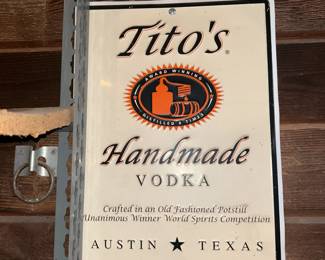 Tito's®
AWARD WINNING
DISTILLED 6 TIMES
Handmade
VODKA
Crafted in an Old Fashioned Potstill
Unanimous Winner World Spirits Competition
AUSTIN ★ TEXAS